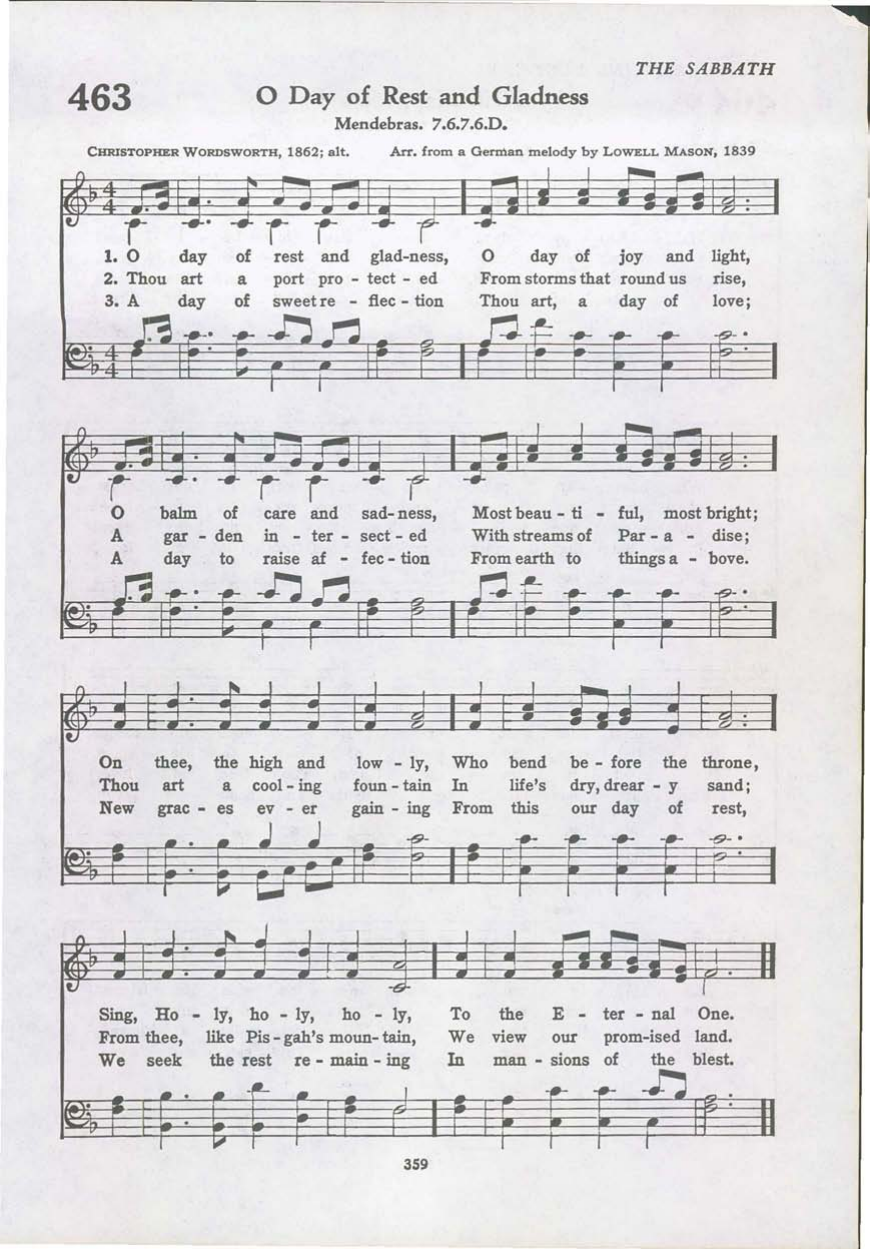 THE SABBATH
463
O Day of Rest and Gladness
Mendebras. 7.6.7.6.D.
CHRISTOPHER WORDSWORTH, 1862; alt. Arr. from a German melody by LOWELL MASON, 1839
1. O day of rest and glad-ness, O day of joy and light,
2. Thou art a port pro - tect - ed From storms that round us rise,
3. A day of sweet re - flec - tion Thou art, a day of love;
O balm of care and sad-ness, Most beau - ti - ful, most bright;
A gar - den in - ter - sect - ed With streams of Par - a - dise;
A day to raise af - fec - tion From earth to things a - bove.
On thee, the high and low - ly, Who bend be - fore the throne,
Thou art a cool - ing foun - tain In life's dry, drear - y sand;
New grac - es ev - er gain - ing From this our day of rest,
Sing, Ho - ly, ho - ly, ho - ly, To the E - ter - nal One.
From thee, like Pis - gah's moun - tain, We view our prom-ised land.
We seek the rest re - main - ing In man - sions of the blest.
359